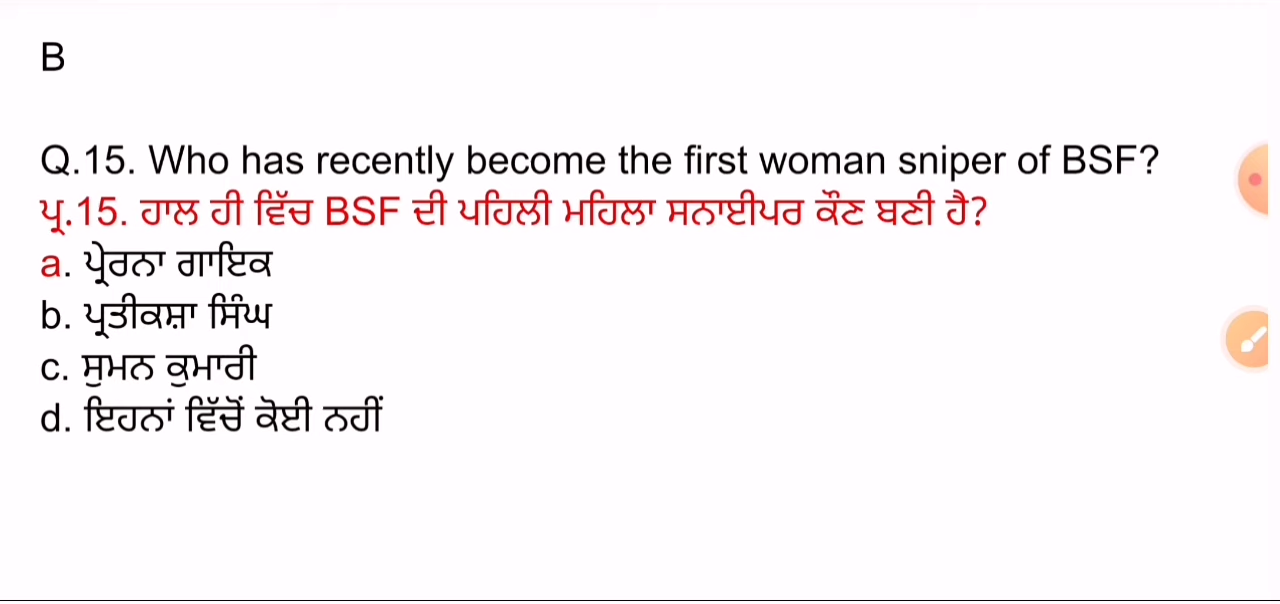 B
Q.15. Who has recently become the first woman sniper of BSF?
ਪ੍ਰ.15. ਹਾਲ ਹੀ ਵਿੱਚ BSF ਦੀ ਪਹਿਲੀ ਮਹਿਲਾ ਸਨਾਈਪਰ ਕੌਣ ਬਣੀ ਹੈ?
a. ਪ੍ਰੇਰਨਾ ਗਾਇਕ
b. ਪ੍ਰਤੀਕਸ਼ਾ ਸਿੰਘ
c. ਸੁਮਨ ਕੁਮਾਰੀ
d. ਇਹਨਾਂ ਵਿੱਚੋਂ ਕੋਈ ਨਹੀਂ